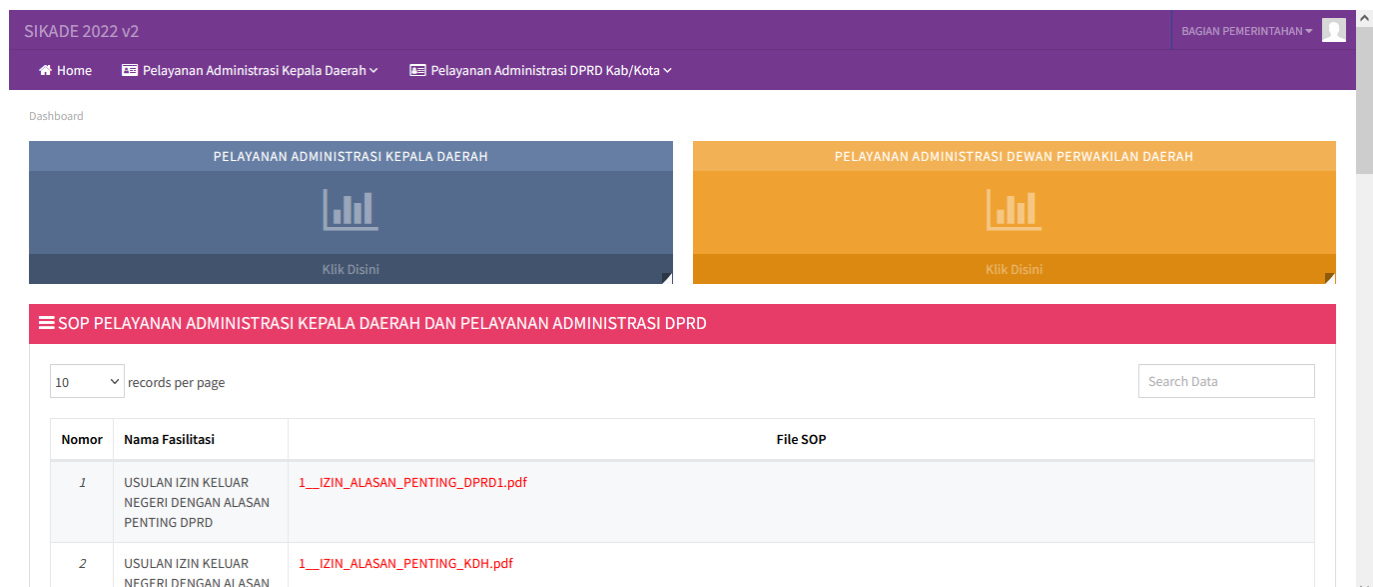 SIKADE 2022 v2
BAGIAN PEMERINTAHAN
Home
Pelayanan Administrasi Kepala Daerah
Pelayanan Administrasi DPRD Kab/Kota
Dashboard
PELAYANAN ADMINISTRASI KEPALA DAERAH
Klik Disini
PELAYANAN ADMINISTRASI DEWAN PERWAKILAN DAERAH
Klik Disini
SOP PELAYANAN ADMINISTRASI KEPALA DAERAH DAN PELAYANAN ADMINISTRASI DPRD
10 records per page
Search Data
Nomor Nama Fasilitasi File SOP
1 USULAN IZIN KELUAR 1__IZIN_ALASAN_PENTING_DPRD1.pdf
NEGERI DENGAN ALASAN
PENTING DPRD
2 USULAN IZIN KELUAR 1__IZIN_ALASAN_PENTING_KDH.pdf
NEGERI DENGAN ALASAN